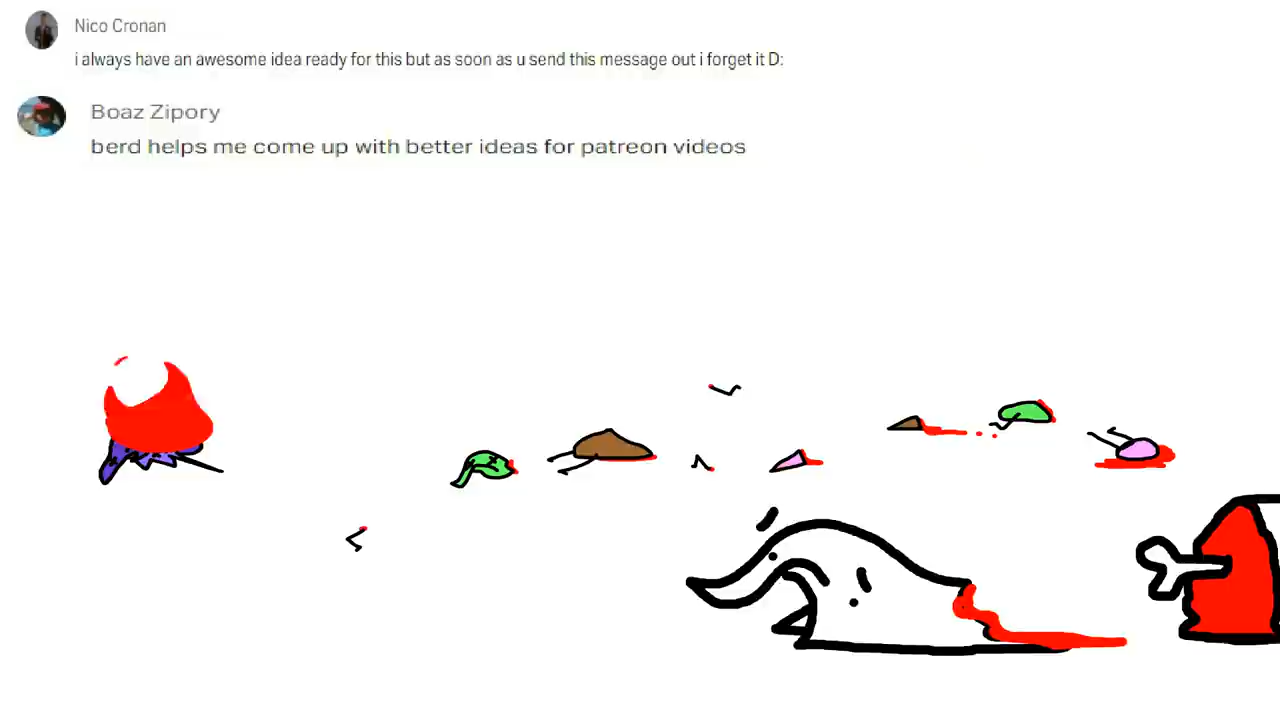 Nico Cronan
i always have an awesome idea ready for this but as soon as u send this message out i forget it D:
Boaz Zipory
berd helps me come up with better ideas for patreon videos